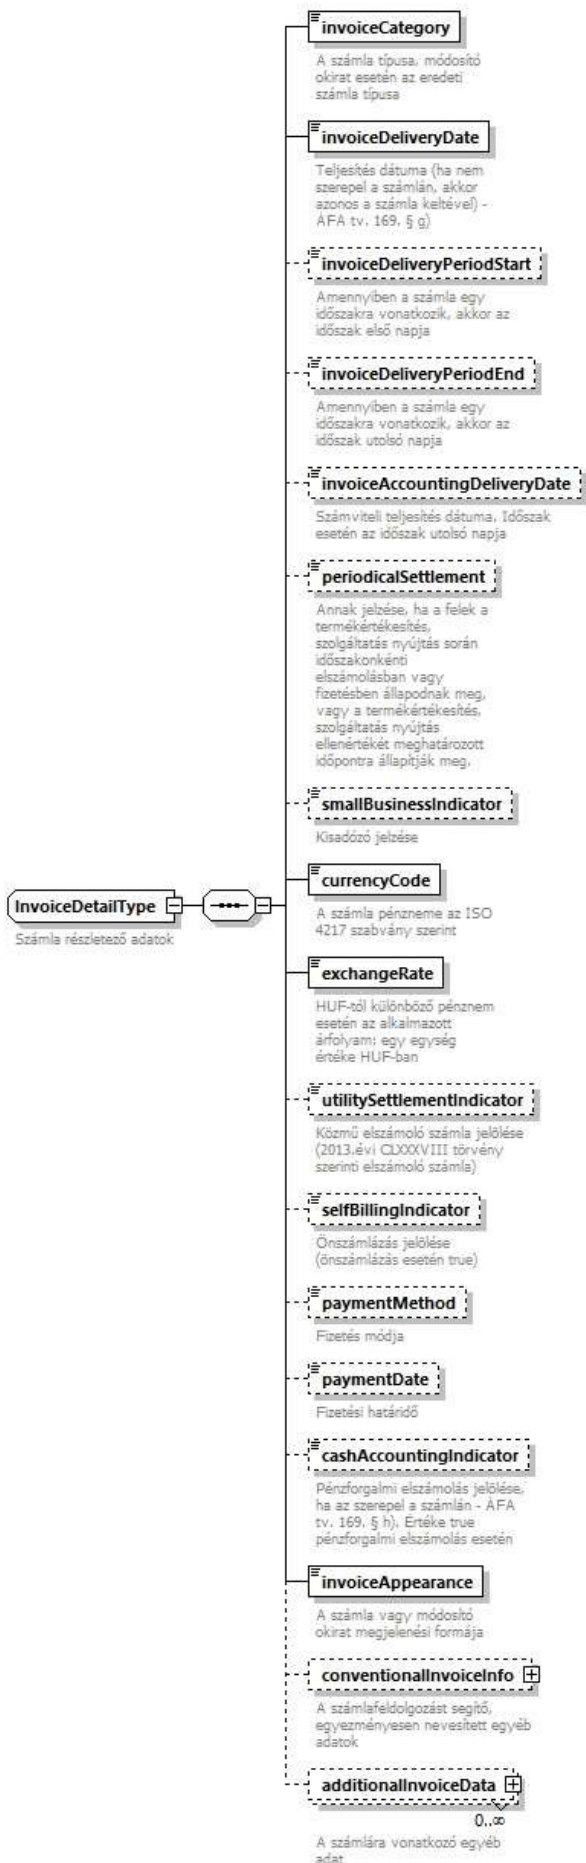 invoiceCategory
A számla típusa, módosító
okirat esetén az eredeti
számla típusa
invoiceDeliveryDate
Teljesítés dátuma (ha nem
szerepel a számlán, akkor
azonos a számla keltével) -
ÁFA tv. 169. § g)
invoiceDeliveryPeriodStart
Amennyiben a számla egy
időszakra vonatkozik, akkor az
időszak első napja
invoiceDeliveryPeriodEnd
Amennyiben a számla egy
időszakra vonatkozik, akkor az
időszak utolsó napja
invoiceAccountingDeliveryDate
Számviteli teljesítés dátuma. Időszak
esetén az időszak utolsó napja
periodicalSettlement
Annak jelzése, ha a felek a
termékértékesítés,
szolgáltatás nyújtás során
időszakonkénti
elszámolásban vagy
fizetésben állapodnak meg,
vagy a termékértékesítés,
szolgáltatás nyújtás
ellenértékét meghatározott
időpontra állapítják meg.
smallBusinessIndicator
Kisadózó jelzése
InvoiceDetailType
Számla részletező adatok
currencyCode
A számla pénzneme az ISO
4217 szabvány szerint
exchangeRate
HUF-tól különböző pénznem
esetén az alkalmazott
árfolyam: egy egység
értéke HUF-ban
utilitySettlementIndicator
Közmű elszámoló számla jelölése
(2013.évi CLXXXVIII törvény
szerinti elszámoló számla)
selfBillingIndicator
Önszámlázás jelölése
(önszámlázás esetén true)
paymentMethod
Fizetés módja
paymentDate
Fizetési határidő
cashAccountingIndicator
Pénzforgalmi elszámolás jelölése,
ha az szerepel a számlán - ÁFA
tv. 169. § h). Értéke true
pénzforgalmi elszámolás esetén
invoiceAppearance
A számla vagy módosító
okirat megjelenési formája
conventionalInvoiceInfo
A számlafeldolgozást segítő,
egyezményesen nevesített egyéb
adatok
additionalInvoiceData
0..∞
A számlára vonatkozó egyéb
adat